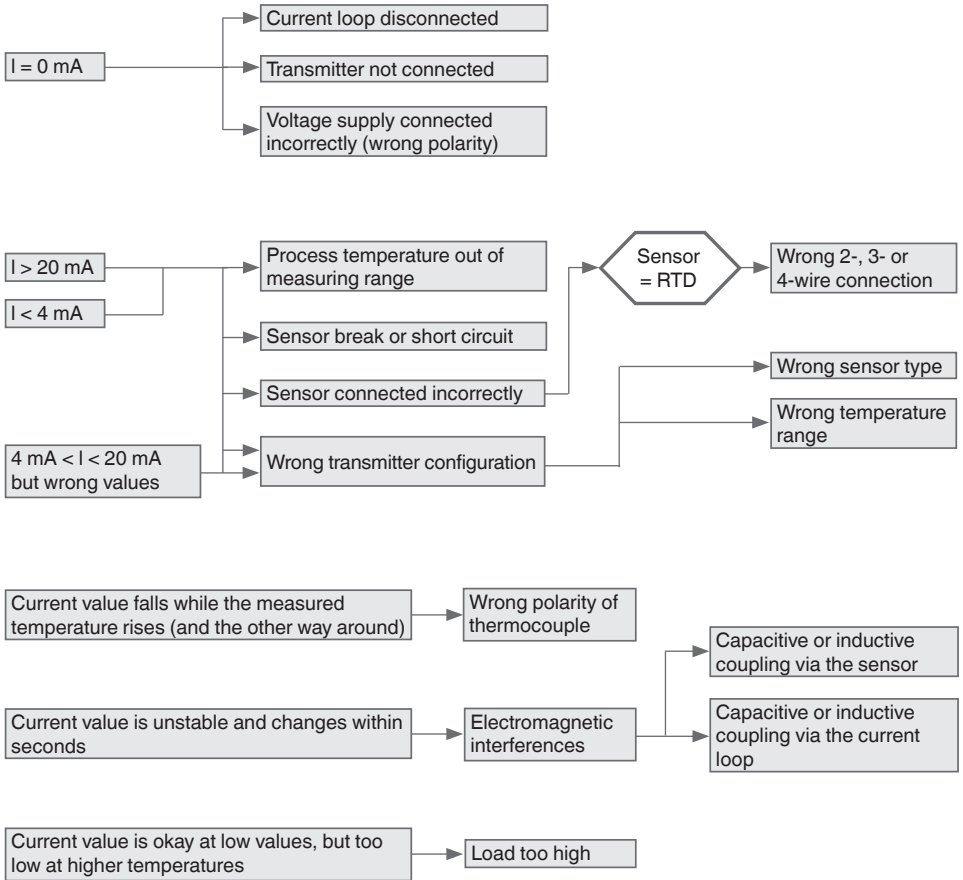 Current loop disconnected
I = 0 mA
Transmitter not connected
Voltage supply connected
incorrectly (wrong polarity)
I > 20 mA
I < 4 mA
Process temperature out of
measuring range
Sensor
= RTD
Wrong 2-, 3- or
4-wire connection
Sensor break or short circuit
Sensor connected incorrectly
Wrong sensor type
Wrong temperature
range
4 mA < I < 20 mA
but wrong values
Wrong transmitter configuration
Current value falls while the measured
temperature rises (and the other way around)
Wrong polarity of
thermocouple
Current value is unstable and changes within
seconds
Electromagnetic
interferences
Capacitive or inductive
coupling via the sensor
Capacitive or inductive
coupling via the current
loop
Current value is okay at low values, but too
low at higher temperatures
Load too high